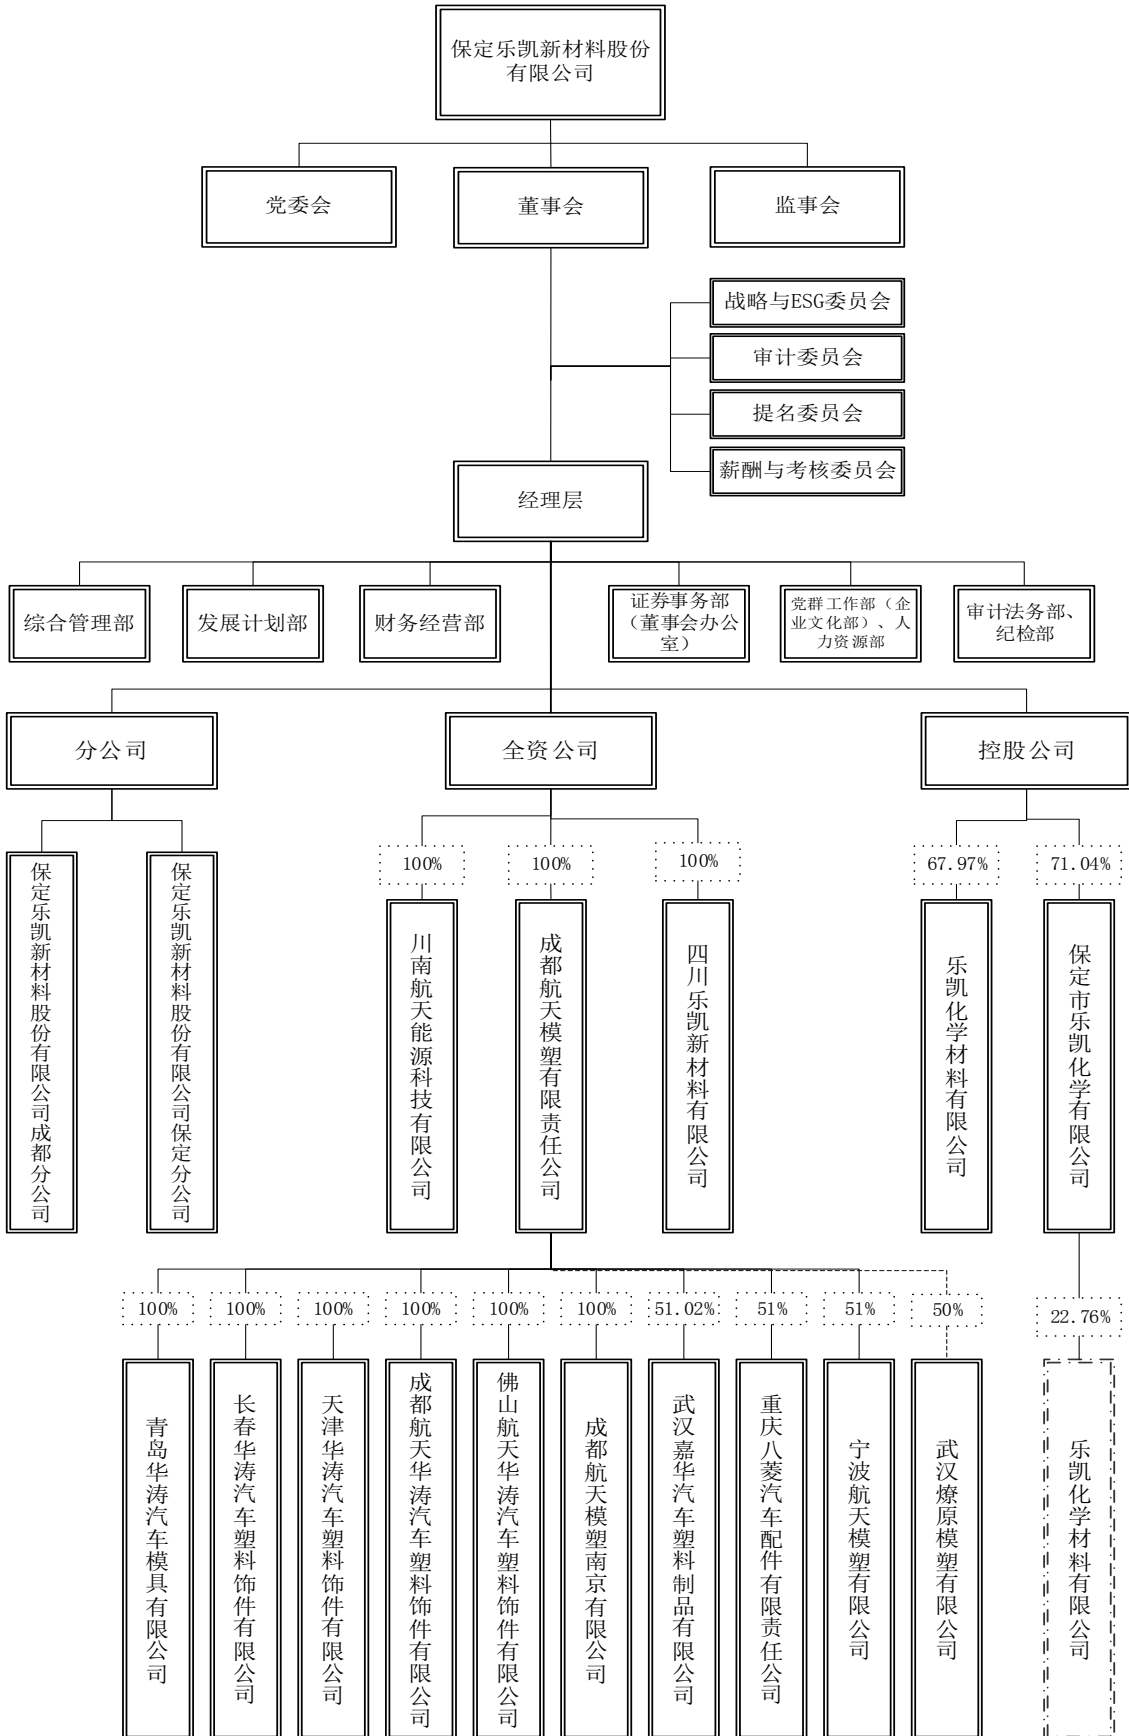 保定乐凯新材料股份
有限公司
党委会
董事会
监事会
战略与ESG委员会
审计委员会
提名委员会
薪酬与考核委员会
经理层
综合管理部
发展计划部
财务经营部
证券事务部
（董事会办公
室）
党群工作部（企
业文化部）、人
力资源部
审计法务部、
纪检部
分公司
全资公司
控股公司
保定乐凯新材料股份有限公司成都分公司
保定乐凯新材料股份有限公司保定分公司
100%
100%
100%
67.97%
71.04%
川南航天能源科技有限公司
成都航天模塑有限责任公司
四川乐凯新材料有限公司
乐凯化学材料有限公司
保定市乐凯化学有限公司
100%
100%
100%
100%
100%
100%
51.02%
51%
51%
50%
22.76%
青岛华涛汽车模具有限公司
长春华涛汽车塑料饰件有限公司
天津华涛汽车塑料饰件有限公司
成都航天华涛汽车塑料饰件有限公司
佛山航天华涛汽车塑料饰件有限公司
成都航天模塑南京有限公司
武汉嘉华汽车塑料制品有限公司
重庆八菱汽车配件有限责任公司
宁波航天模塑有限公司
武汉燎原模塑有限公司
乐凯化学材料有限公司